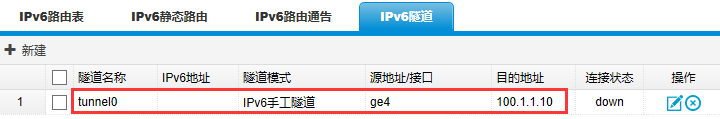 IPv6路由表 IPv6静态路由 IPv6路由通告 IPv6隧道
新建
隧道名称 IPv6地址 隧道模式 源地址/接口 目的地址 连接状态 操作
1 tunnel0 IPv6手工隧道 ge4 100.1.1.10 down